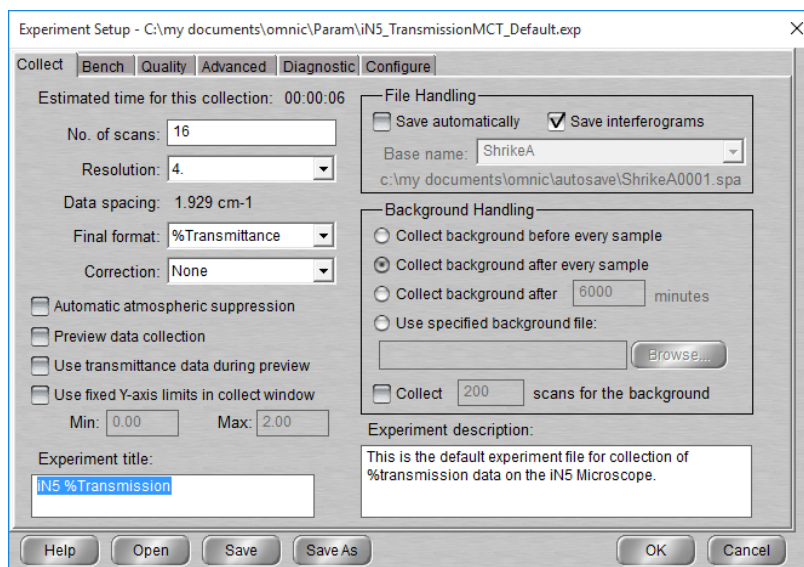 Experiment Setup - C:\my documents\omnic\Param\iN5_TransmissionMCT_Default.exp
Collect Bench Quality Advanced Diagnostic Configure
Estimated time for this collection: 00:00:06
No. of scans: 16
Resolution: 4.
Data spacing: 1.929 cm-1
Final format: %Transmittance
Correction: None
Automatic atmospheric suppression
Preview data collection
Use transmittance data during preview
Use fixed Y-axis limits in collect window
Min: 0.00 Max: 2.00
Experiment title:
iN5 %Transmission
File Handling
Save automatically Save interferograms
Base name: ShrikeA
c:\my documents\omnic\autosave\ShrikeA0001.spa
Background Handling
Collect background before every sample
Collect background after every sample
Collect background after 6000 minutes
Use specified background file:
Browse...
Collect 200 scans for the background
Experiment description:
This is the default experiment file for collection of
%transmission data on the iN5 Microscope.
Help Open Save Save As OK Cancel